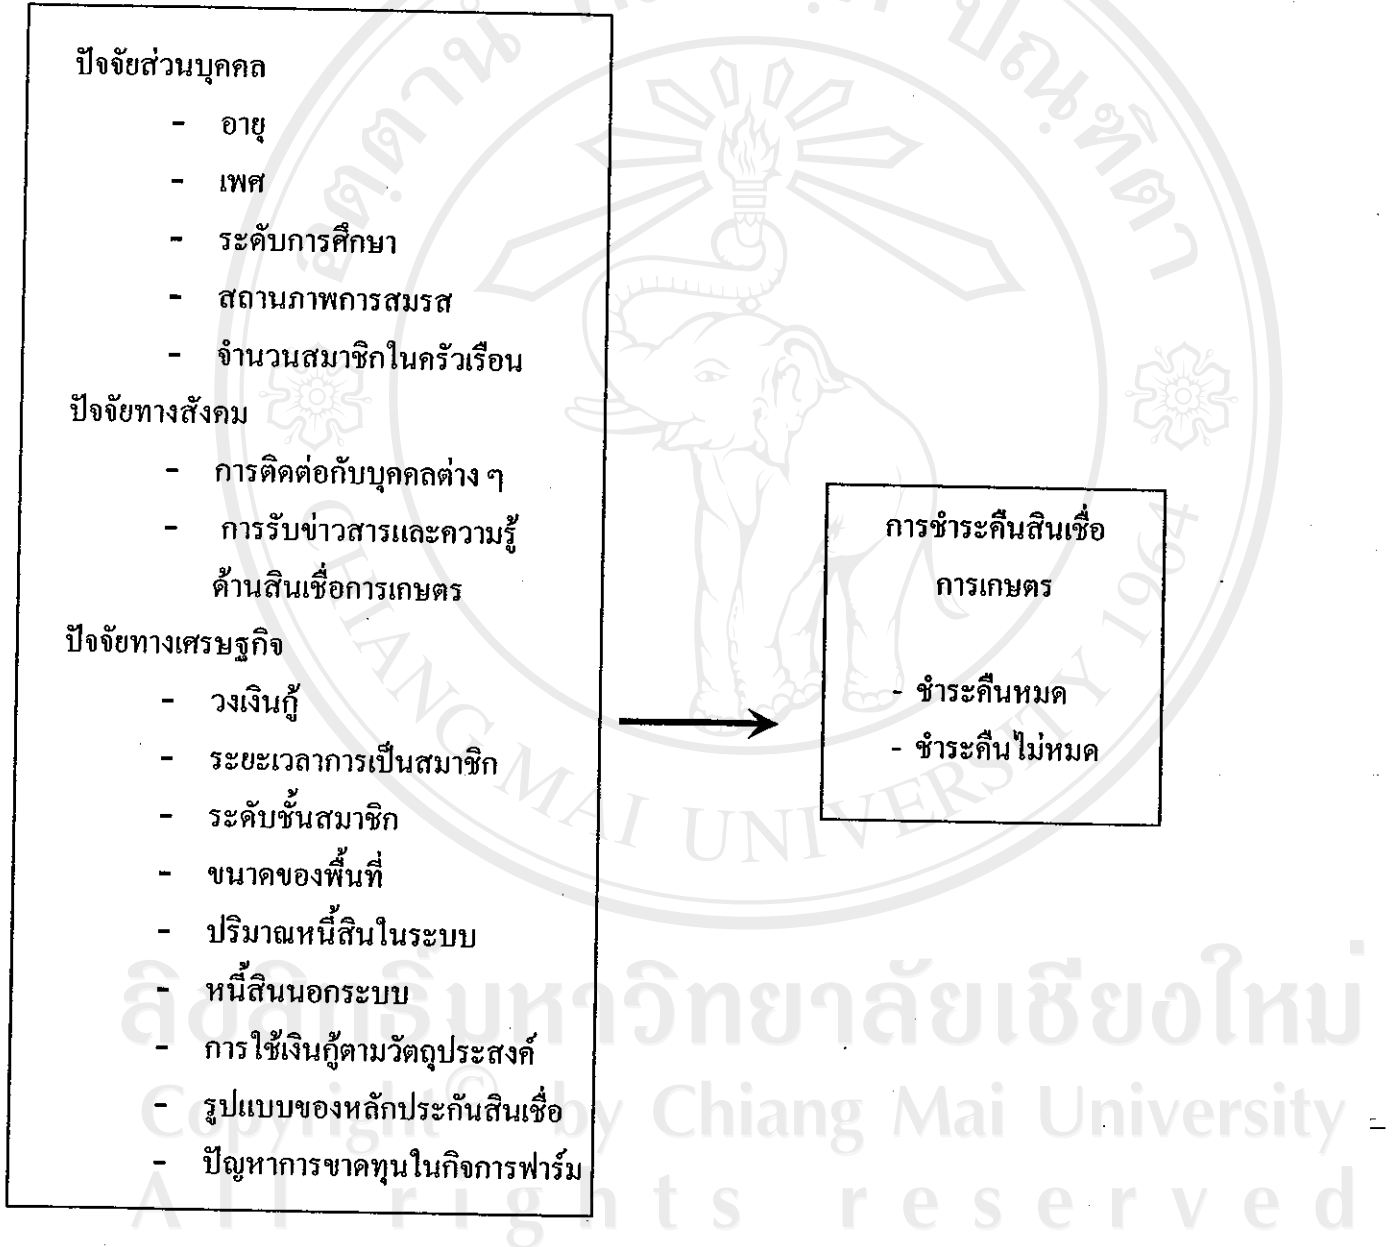 ปัจจัยส่วนบุคคล
- อายุ
- เพศ
- ระดับการศึกษา
- สถานภาพการสมรส
- จำนวนสมาชิกในครัวเรือน
ปัจจัยทางสังคม
- การติดต่อกับบุคคลต่าง ๆ
- การรับข่าวสารและความรู้
ด้านสินเชื่อการเกษตร
ปัจจัยทางเศรษฐกิจ
- วงเงินกู้
- ระยะเวลาการเป็นสมาชิก
- ระดับชั้นสมาชิก
- ขนาดของพื้นที่
- ปริมาณหนี้สินในระบบ
- หนี้สินนอกระบบ
- การใช้เงินกู้ตามวัตถุประสงค์
- รูปแบบของหลักประกันสินเชื่อ
- ปัญหาการขาดทุนในกิจการฟาร์ม
การชำระคืนสินเชื่อ
การเกษตร
- ชำระคืนหมด
- ชำระคืนไม่หมด
CHIANG MAI UNIVERSITY 1964
ลิขสิทธิ์มหาวิทยาลัยเชียงใหม่
Copyright© by Chiang Mai University
All rights reserved